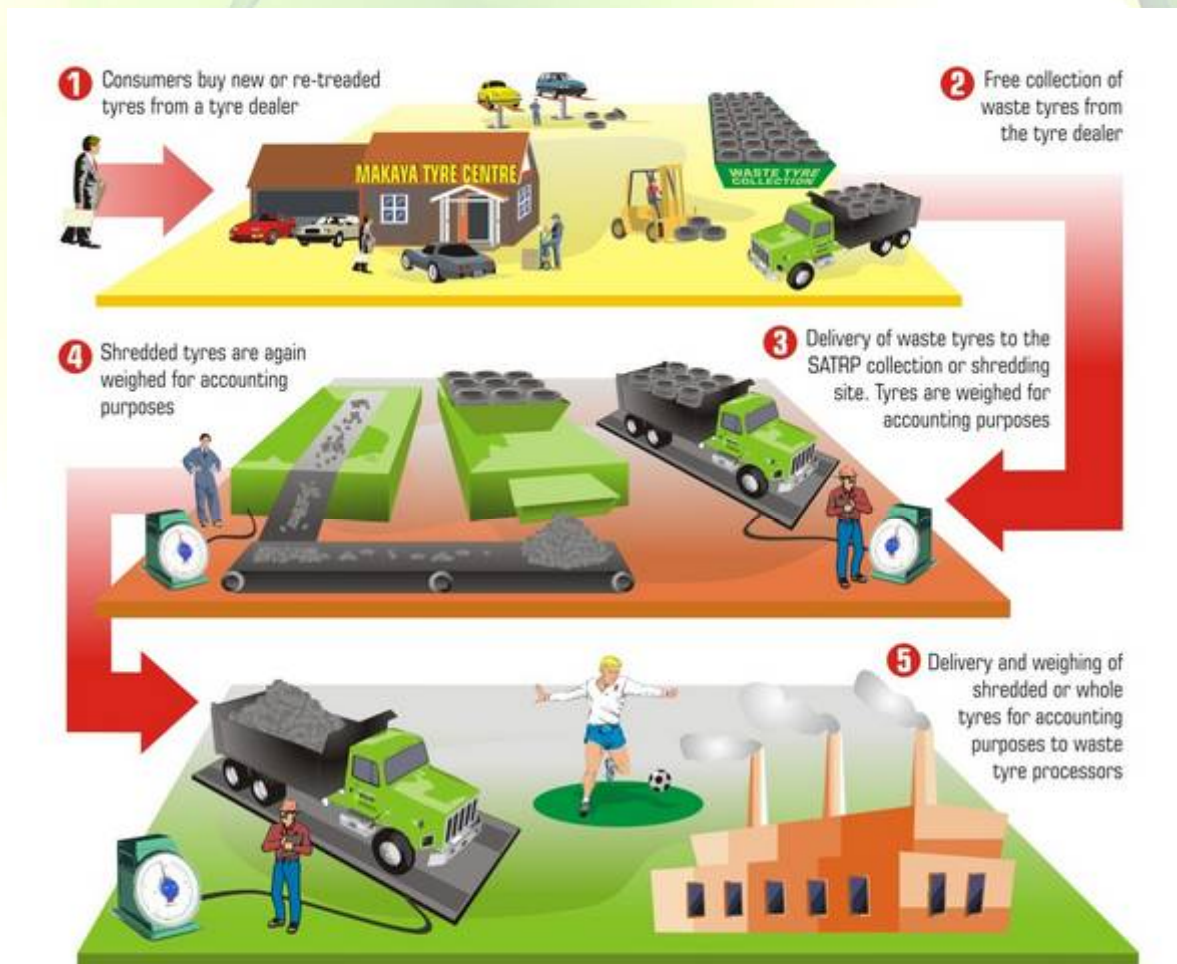 1 Consumers buy new or re-treaded
tyres from a tyre dealer
2 Free collection of
waste tyres from
the tyre dealer
MAKAYA TYRE CENTRE
WASTE TYRE
COLLECTION
4 Shredded tyres are again
weighed for accounting
purposes
3 Delivery of waste tyres to the
SATRP collection or shredding
site. Tyres are weighed for
accounting purposes
5 Delivery and weighing of
shredded or whole
tyres for accounting
purposes to waste
tyre processors